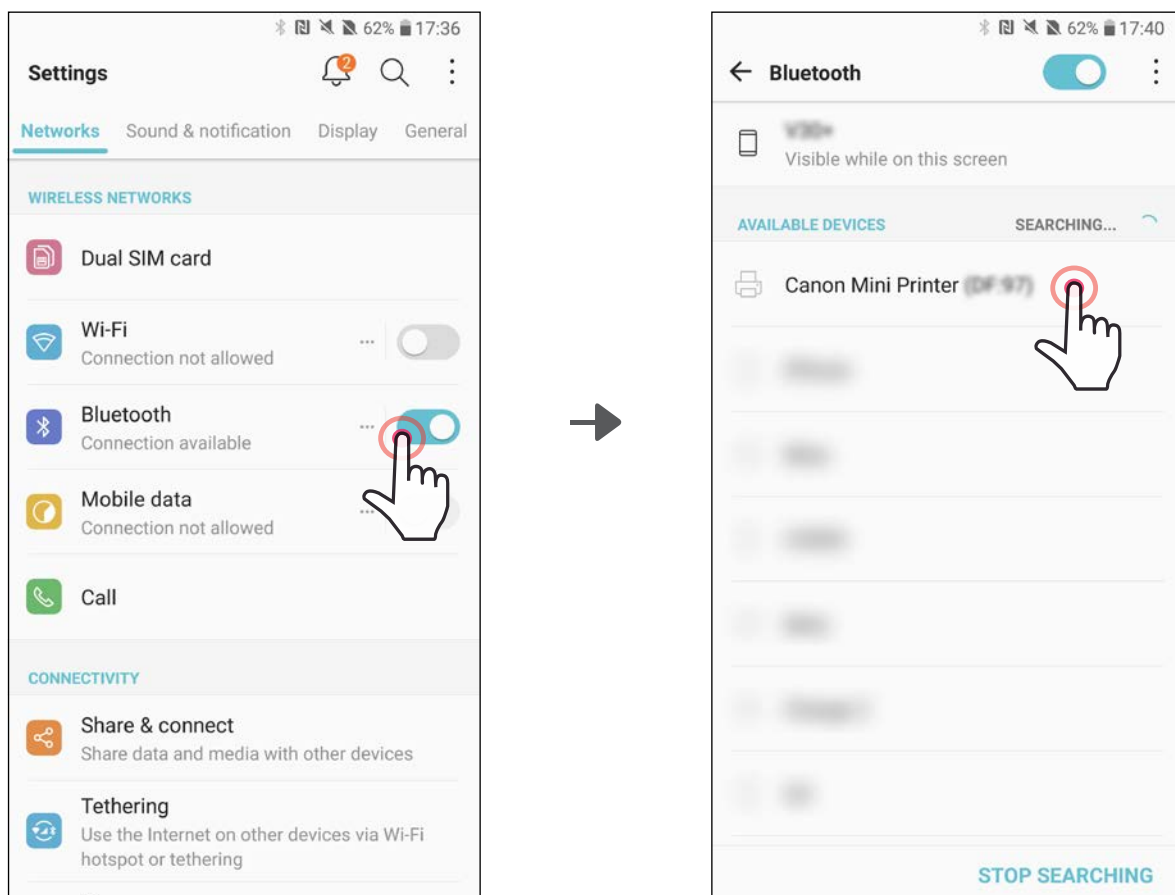 62% 17:36
Settings 2
Networks Sound & notification Display General
WIRELESS NETWORKS
Dual SIM card
Wi-Fi
Connection not allowed
Bluetooth
Connection available
Mobile data
Connection not allowed
Call
CONNECTIVITY
Share & connect
Share data and media with other devices
Tethering
Use the Internet on other devices via Wi-Fi
hotspot or tethering
62% 17:40
Bluetooth
Visible while on this screen
AVAILABLE DEVICES SEARCHING...
Canon Mini Printer
STOP SEARCHING